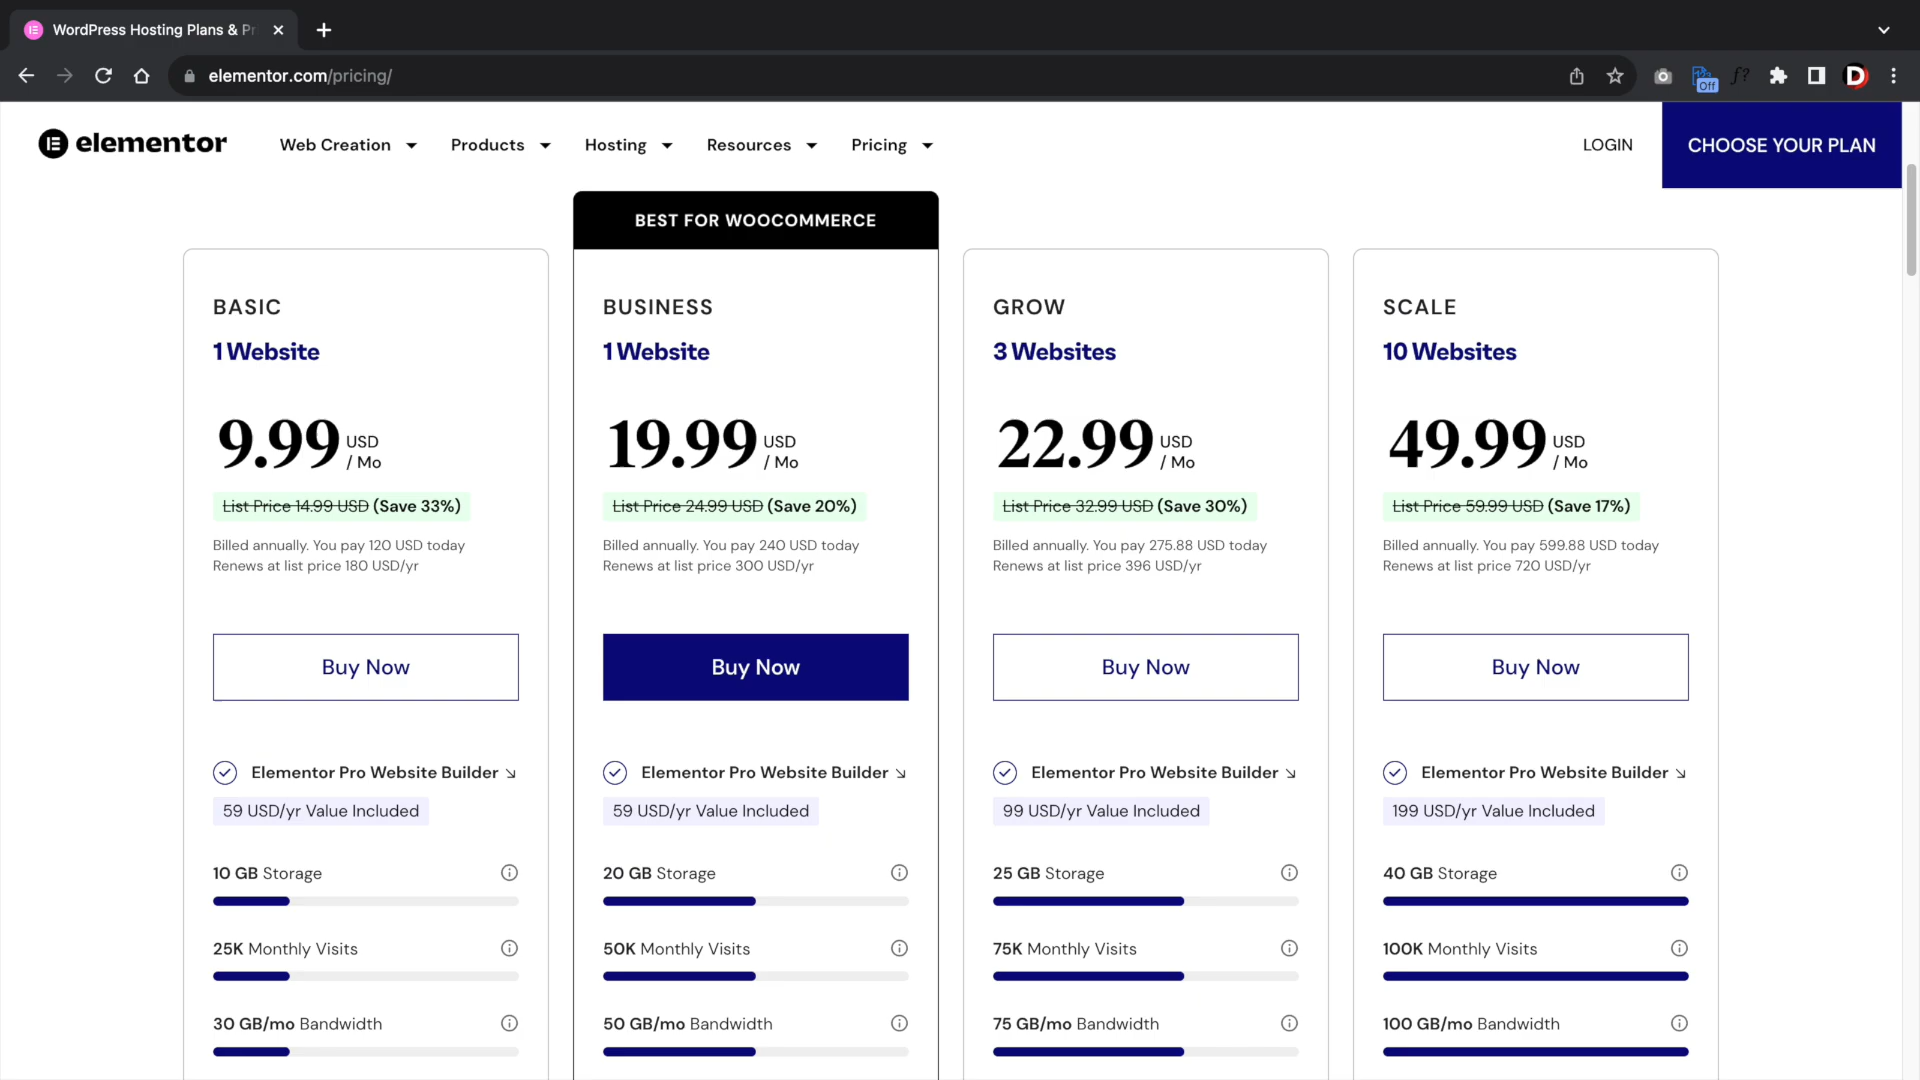 WordPress Hosting Plans & Pr
elementor.com/pricing/
Off
f?
D
elementor
Web Creation
Products
Hosting
Resources
Pricing
LOGIN
CHOOSE YOUR PLAN
BEST FOR WOOCOMMERCE
BASIC
1 Website
9.99 USD / Mo
List Price 14.99 USD (Save 33%)
Billed annually. You pay 120 USD today
Renews at list price 180 USD/yr
Buy Now
Elementor Pro Website Builder
59 USD/yr Value Included
10 GB Storage
25K Monthly Visits
30 GB/mo Bandwidth
BUSINESS
1 Website
19.99 USD / Mo
List Price 24.99 USD (Save 20%)
Billed annually. You pay 240 USD today
Renews at list price 300 USD/yr
Buy Now
Elementor Pro Website Builder
59 USD/yr Value Included
20 GB Storage
50K Monthly Visits
50 GB/mo Bandwidth
GROW
3 Websites
22.99 USD / Mo
List Price 32.99 USD (Save 30%)
Billed annually. You pay 275.88 USD today
Renews at list price 396 USD/yr
Buy Now
Elementor Pro Website Builder
99 USD/yr Value Included
25 GB Storage
75K Monthly Visits
75 GB/mo Bandwidth
SCALE
10 Websites
49.99 USD / Mo
List Price 59.99 USD (Save 17%)
Billed annually. You pay 599.88 USD today
Renews at list price 720 USD/yr
Buy Now
Elementor Pro Website Builder
199 USD/yr Value Included
40 GB Storage
100K Monthly Visits
100 GB/mo Bandwidth